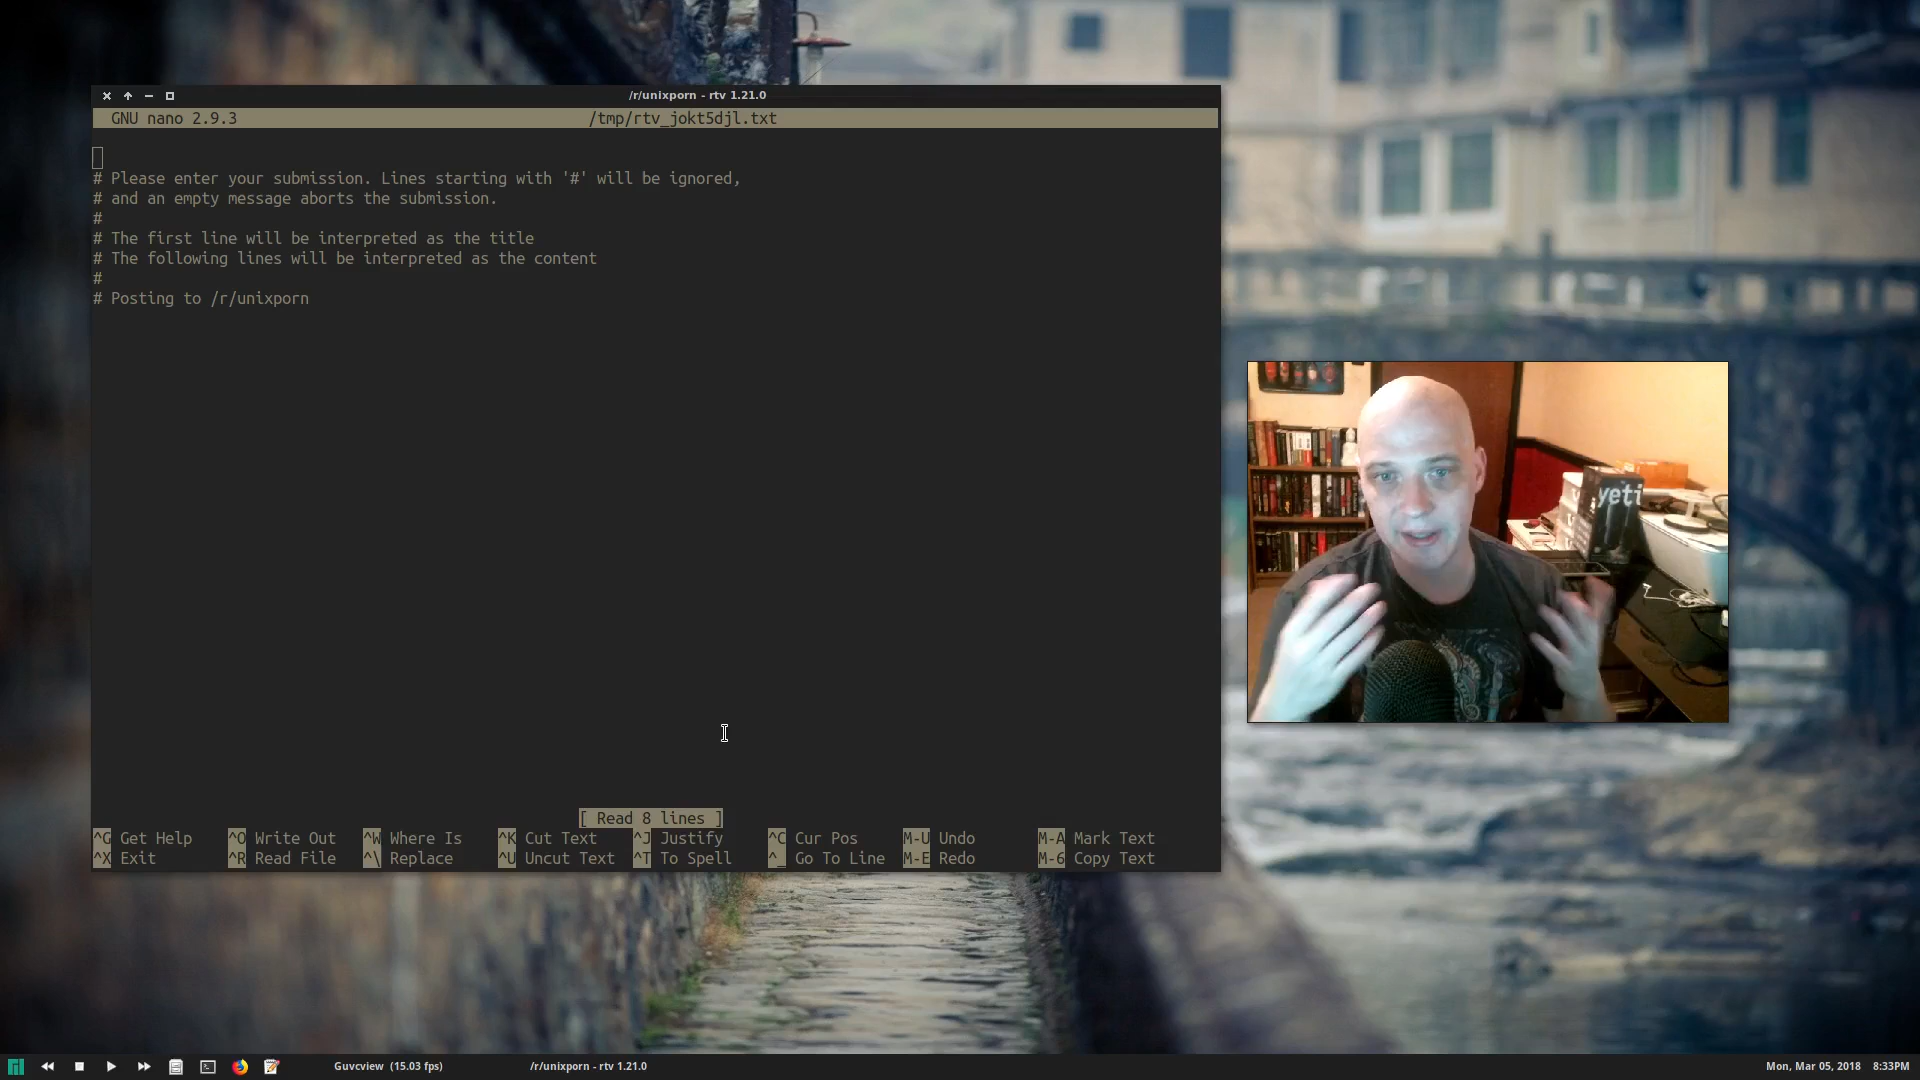 /r/unixporn - rtv 1.21.0
GNU nano 2.9.3 /tmp/rtv_jokt5djl.txt
# Please enter your submission. Lines starting with '#' will be ignored,
# and an empty message aborts the submission.
#
# The first line will be interpreted as the title
# The following lines will be interpreted as the content
#
# Posting to /r/unixporn
yeti
[ Read 8 lines ]
^G Get Help ^O Write Out ^W Where Is ^K Cut Text ^J Justify ^C Cur Pos M-U Undo M-A Mark Text
^X Exit ^R Read File ^\ Replace ^U Uncut Text ^T To Spell ^_ Go To Line M-E Redo M-6 Copy Text
Guvcview (15.03 fps) /r/unixporn - rtv 1.21.0 Mon, Mar 05, 2018 8:33PM